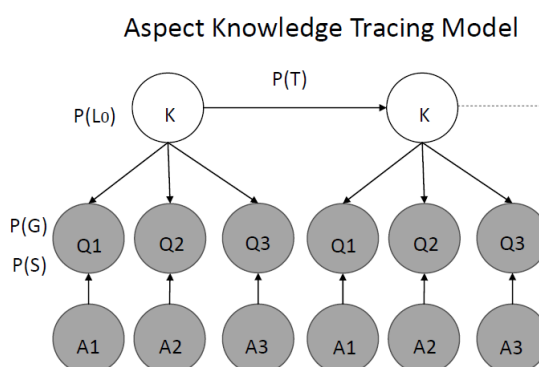 Aspect Knowledge Tracing Model
P(T)
P(L0)
K
K
P(G)
P(S)
Q1
Q2
Q3
Q1
Q2
Q3
A1
A2
A3
A1
A2
A3